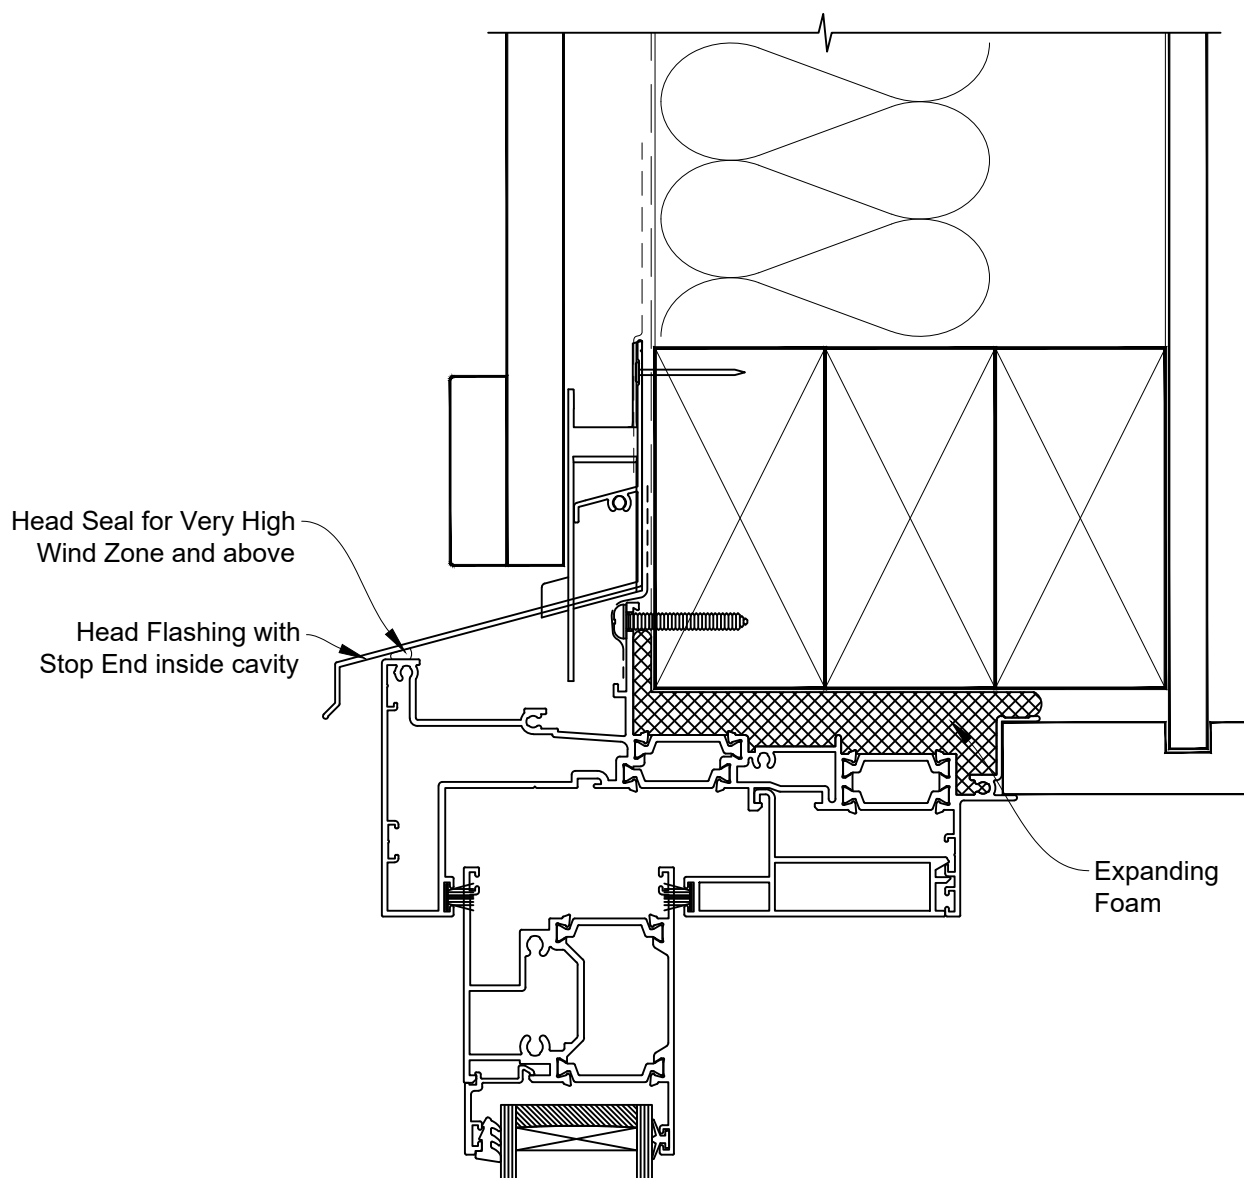 Head Seal for Very High
Wind Zone and above
Head Flashing with
Stop End inside cavity
Expanding
Foam